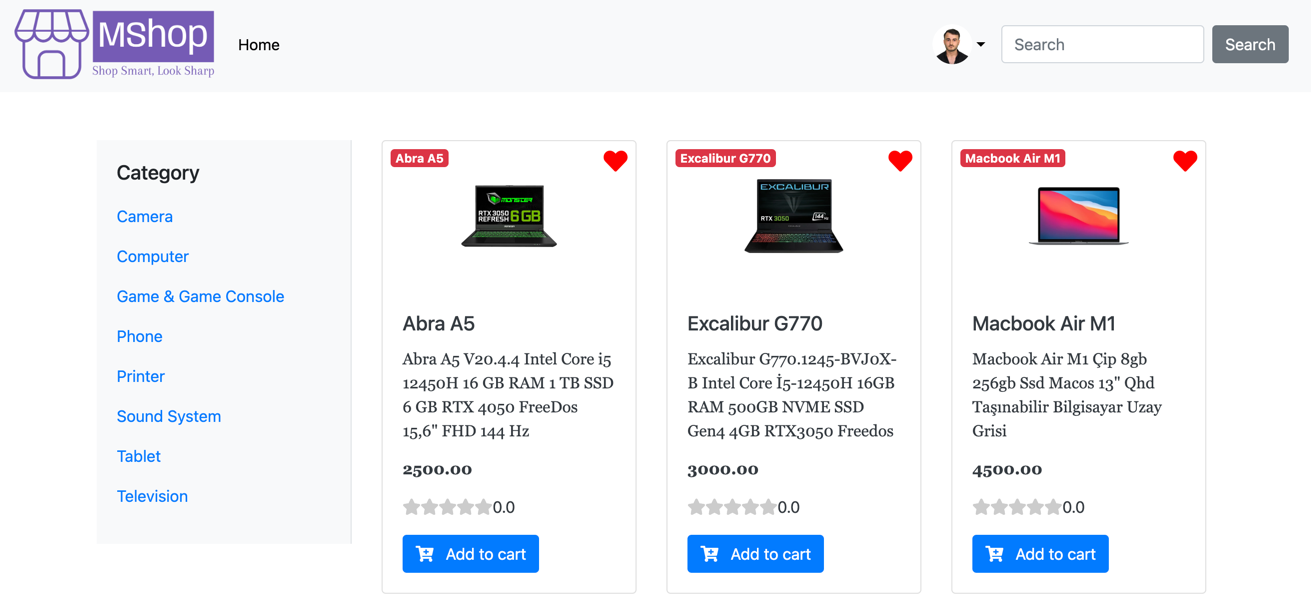 MShop
Shop Smart, Look Sharp
Home
Search
Search
Category
Camera
Computer
Game & Game Console
Phone
Printer
Sound System
Tablet
Television
Abra A5
MONSTER
RTX 3050
REFRESH 6 GB
Abra A5
Abra A5 V20.4.4 Intel Core i5
12450H 16 GB RAM 1 TB SSD
6 GB RTX 4050 FreeDos
15,6" FHD 144 Hz
2500.00
0.0
Add to cart
Excalibur G770
EXCALIBUR
RTX 3050
144
Excalibur G770
Excalibur G770.1245-BVJ0X-
B Intel Core İ5-12450H 16GB
RAM 500GB NVME SSD
Gen4 4GB RTX3050 Freedos
3000.00
0.0
Add to cart
Macbook Air M1
Macbook Air M1
Macbook Air M1 Çip 8gb
256gb Ssd Macos 13" Qhd
Taşınabilir Bilgisayar Uzay
Grisi
4500.00
0.0
Add to cart